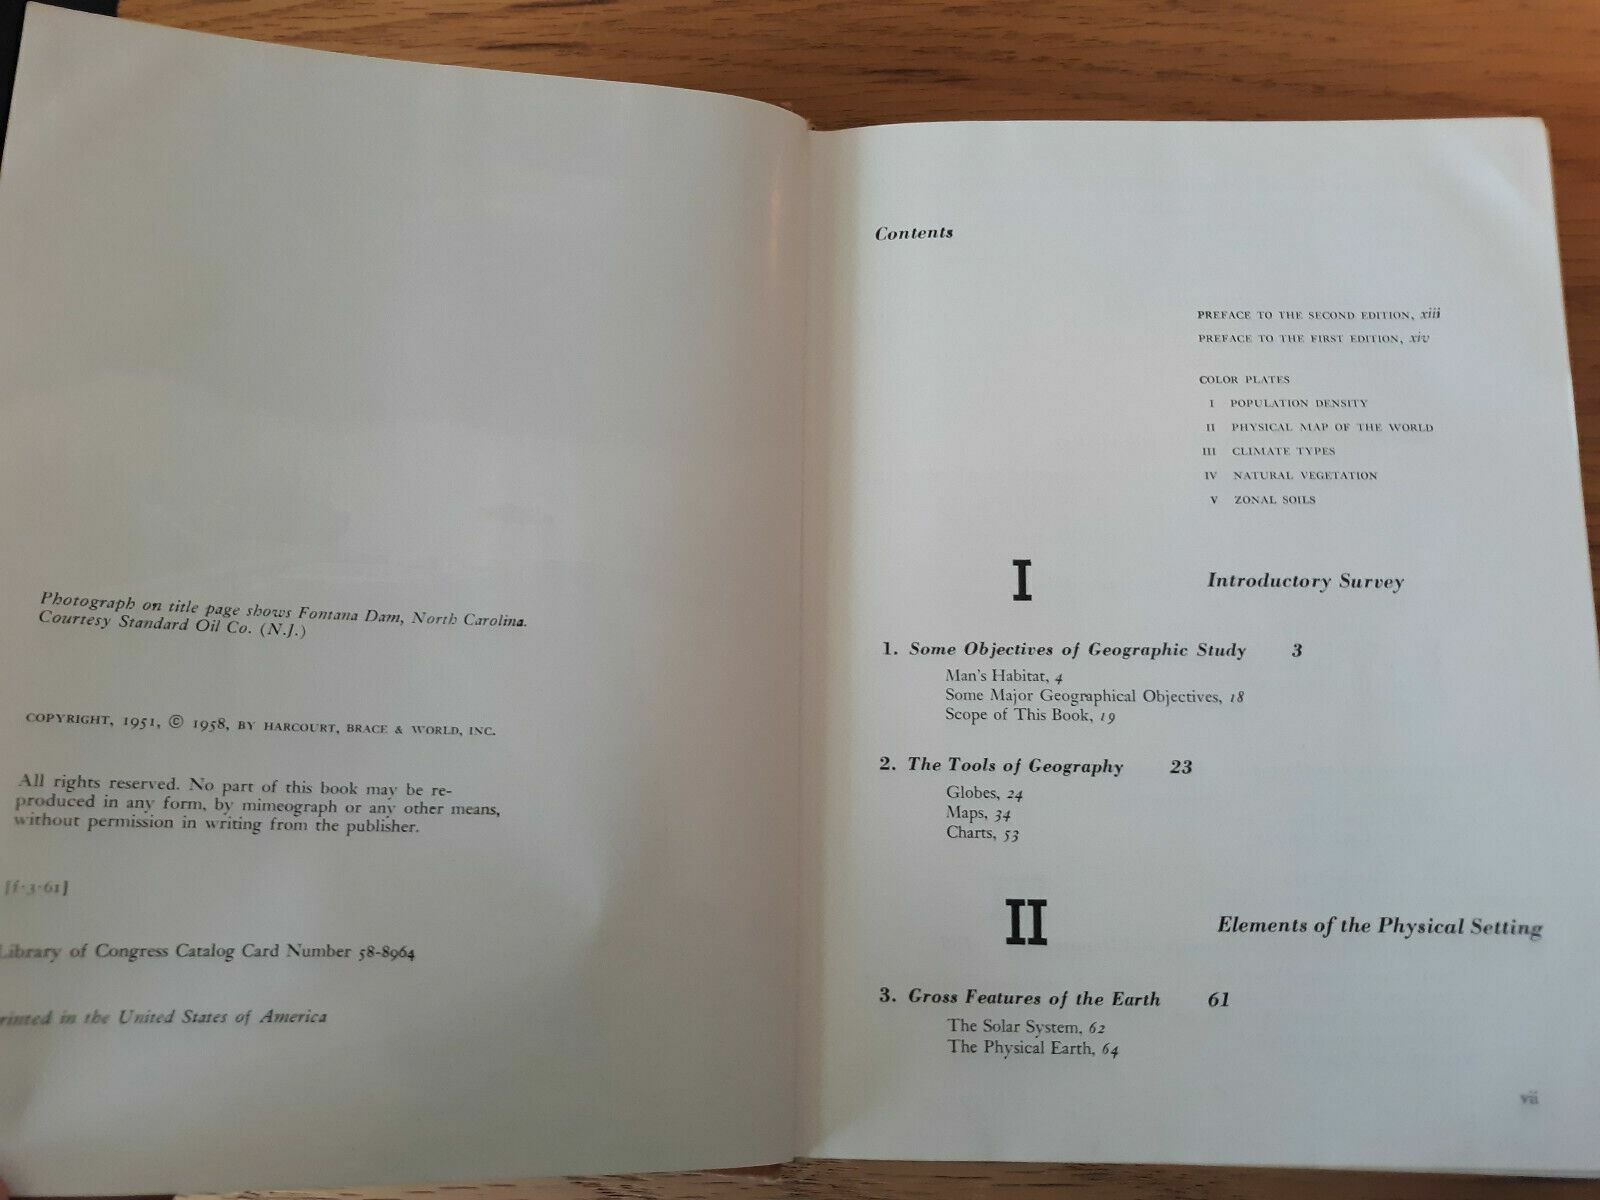 Photograph on title page shows Fontana Dam, North Carolina.
Courtesy Standard Oil Co. (N.J.)
COPYRIGHT, 1951, © 1958, BY HARCOURT, BRACE & WORLD, INC.
All rights reserved. No part of this book may be re-
produced in any form, by mimeograph or any other means,
without permission in writing from the publisher.
[f·3·61]
Library of Congress Catalog Card Number 58-8964
rinted in the United States of America
Contents
PREFACE TO THE SECOND EDITION, xiii
PREFACE TO THE FIRST EDITION, xiv
COLOR PLATES
I POPULATION DENSITY
II PHYSICAL MAP OF THE WORLD
III CLIMATE TYPES
IV NATURAL VEGETATION
V ZONAL SOILS
I Introductory Survey
1. Some Objectives of Geographic Study 3
Man's Habitat, 4
Some Major Geographical Objectives, 18
Scope of This Book, 19
2. The Tools of Geography 23
Globes, 24
Maps, 34
Charts, 53
II Elements of the Physical Setting
3. Gross Features of the Earth 61
The Solar System, 62
The Physical Earth, 64
vii